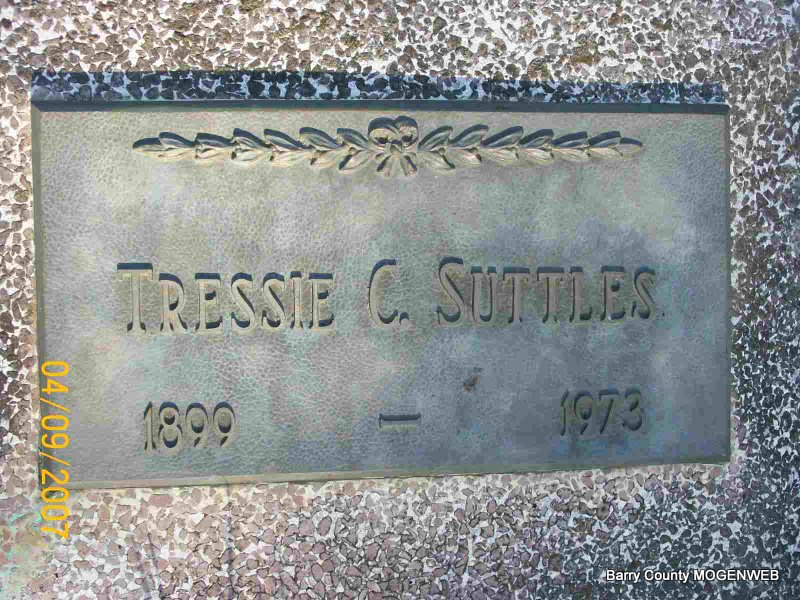 TRESSIE C. SUTTLES
1899 — 1973
04/09/2007
Barry County MOGENWEB